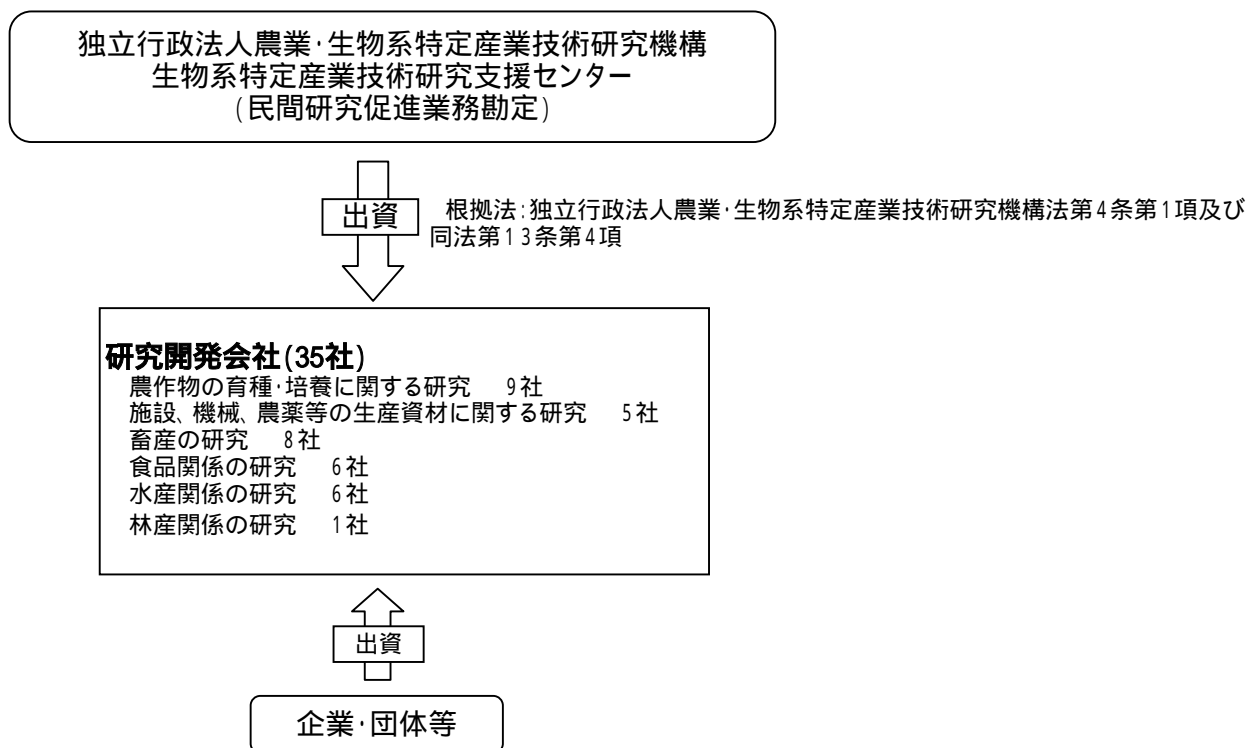 独立行政法人農業・生物系特定産業技術研究機構
生物系特定産業技術研究支援センター
(民間研究促進業務勘定)
出資
根拠法:独立行政法人農業・生物系特定産業技術研究機構法第4条第1項及び
同法第13条第4項
研究開発会社(35社)
農作物の育種・培養に関する研究 9社
施設、機械、農薬等の生産資材に関する研究 5社
畜産の研究 8社
食品関係の研究 6社
水産関係の研究 6社
林産関係の研究 1社
出資
企業・団体等